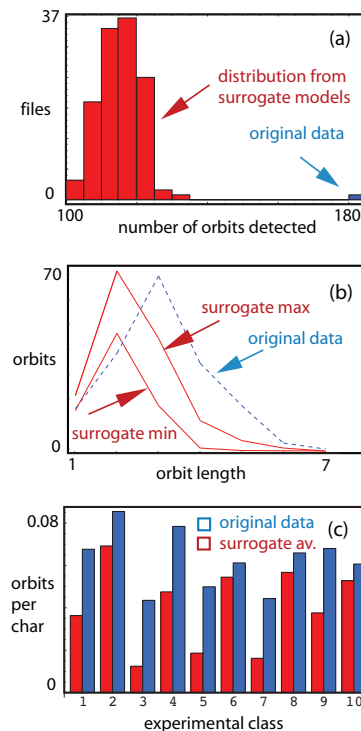 37
(a)
distribution from
surrogate models
files
original data
0
100
180
number of orbits detected
70
(b)
surrogate max
original data
orbits
surrogate min
0
1
7
orbit length
0.08
original data
(c)
surrogate av.
orbits
per
char
0
1 2 3 4 5 6 7 8 9 10
experimental class